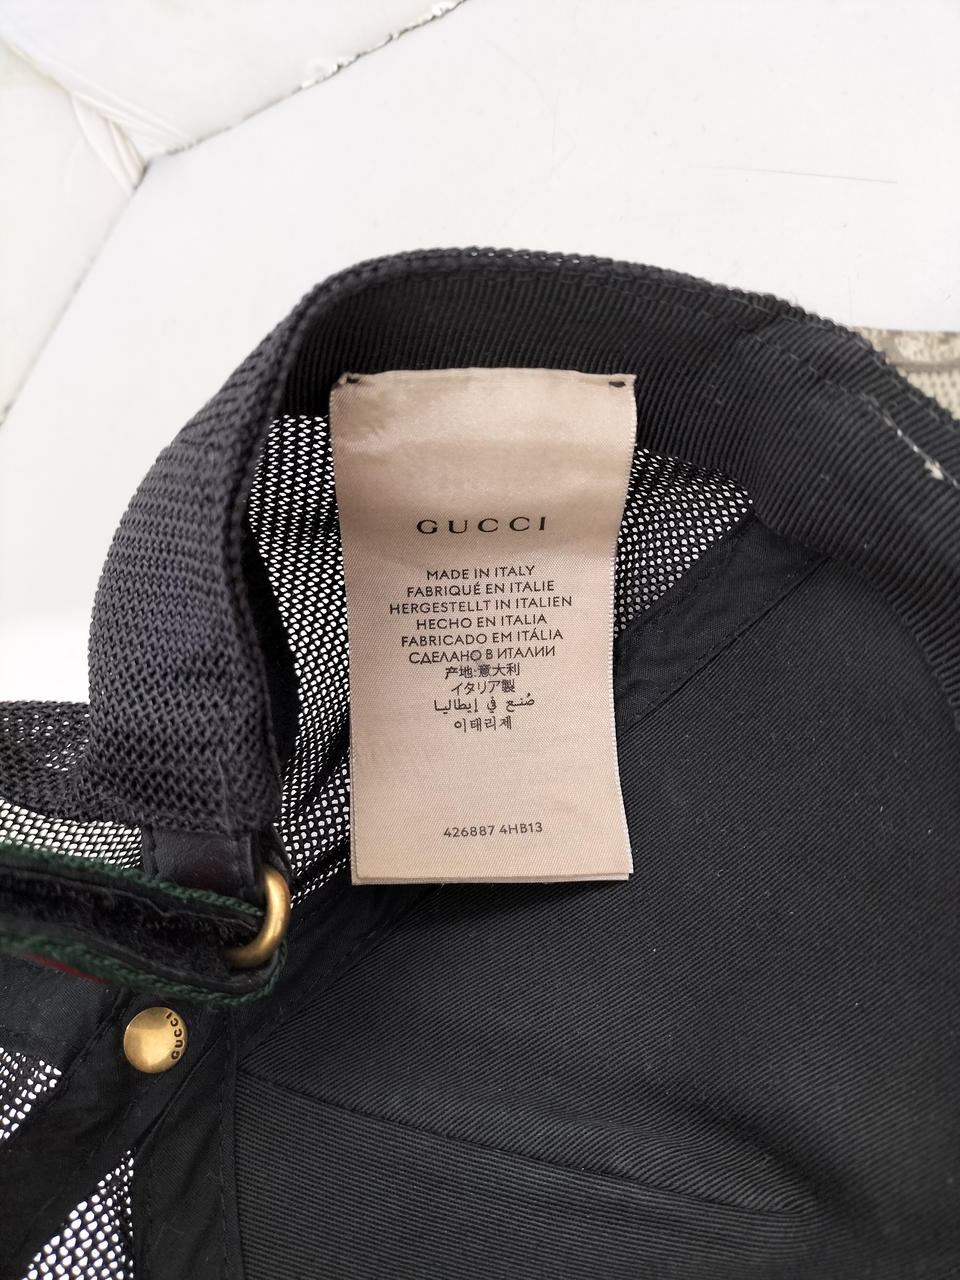 GUCCI
MADE IN ITALY
FABRIQUÉ EN ITALIE
HERGESTELLT IN ITALIEN
HECHO EN ITALIA
FABRICADO EM ITÁLIA
СДЕЛАНО В ИТАЛИИ
产地:意大利
イタリア製
صُنع في إيطاليا
이태리제
426887 4HB13
GUCCI